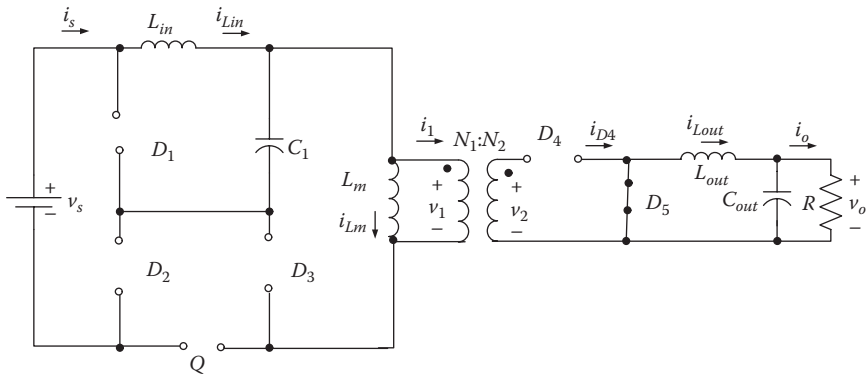 i_s L_in i_Lin
D_1 C_1
i_1 N_1:N_2 D_4 i_D4 i_Lout i_o
L_m L_out
+ v_s −
i_Lm + v_1 − + v_2 − D_5 C_out R + v_o −
D_2 D_3
Q